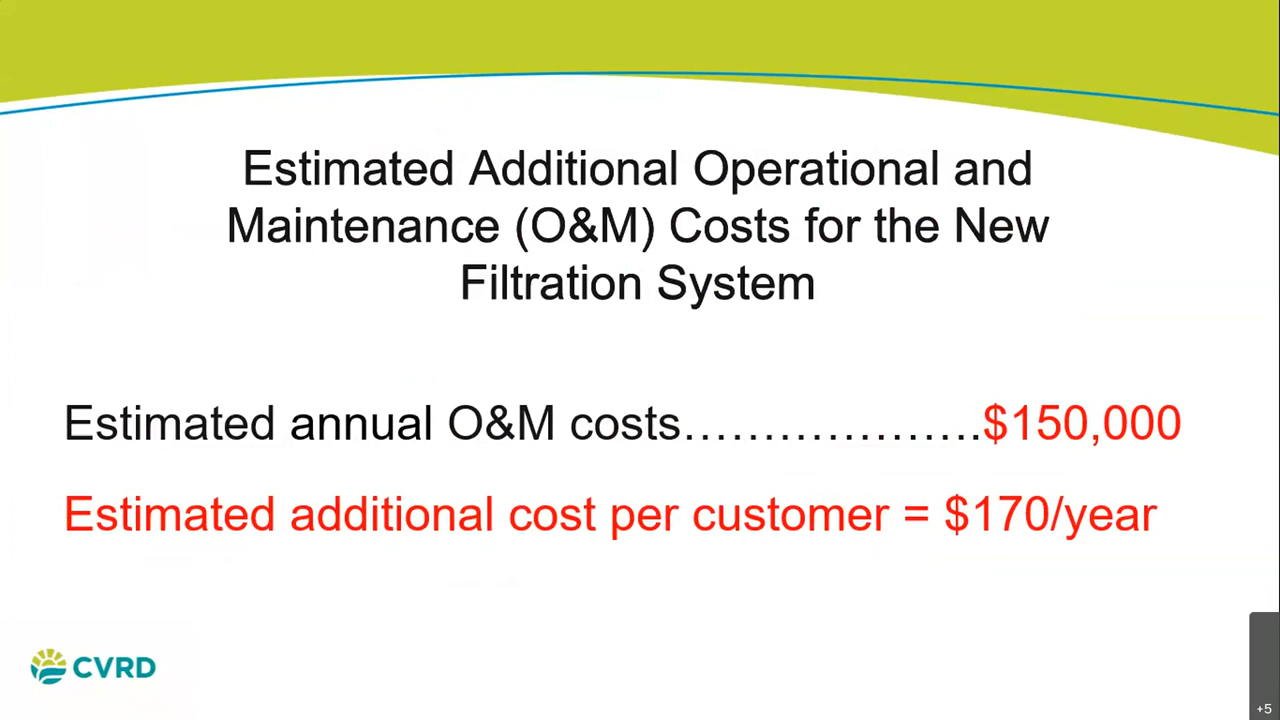 Estimated Additional Operational and
Maintenance (O&M) Costs for the New
Filtration System
Estimated annual O&M costs……………….$150,000
Estimated additional cost per customer = $170/year
CVRD
+5